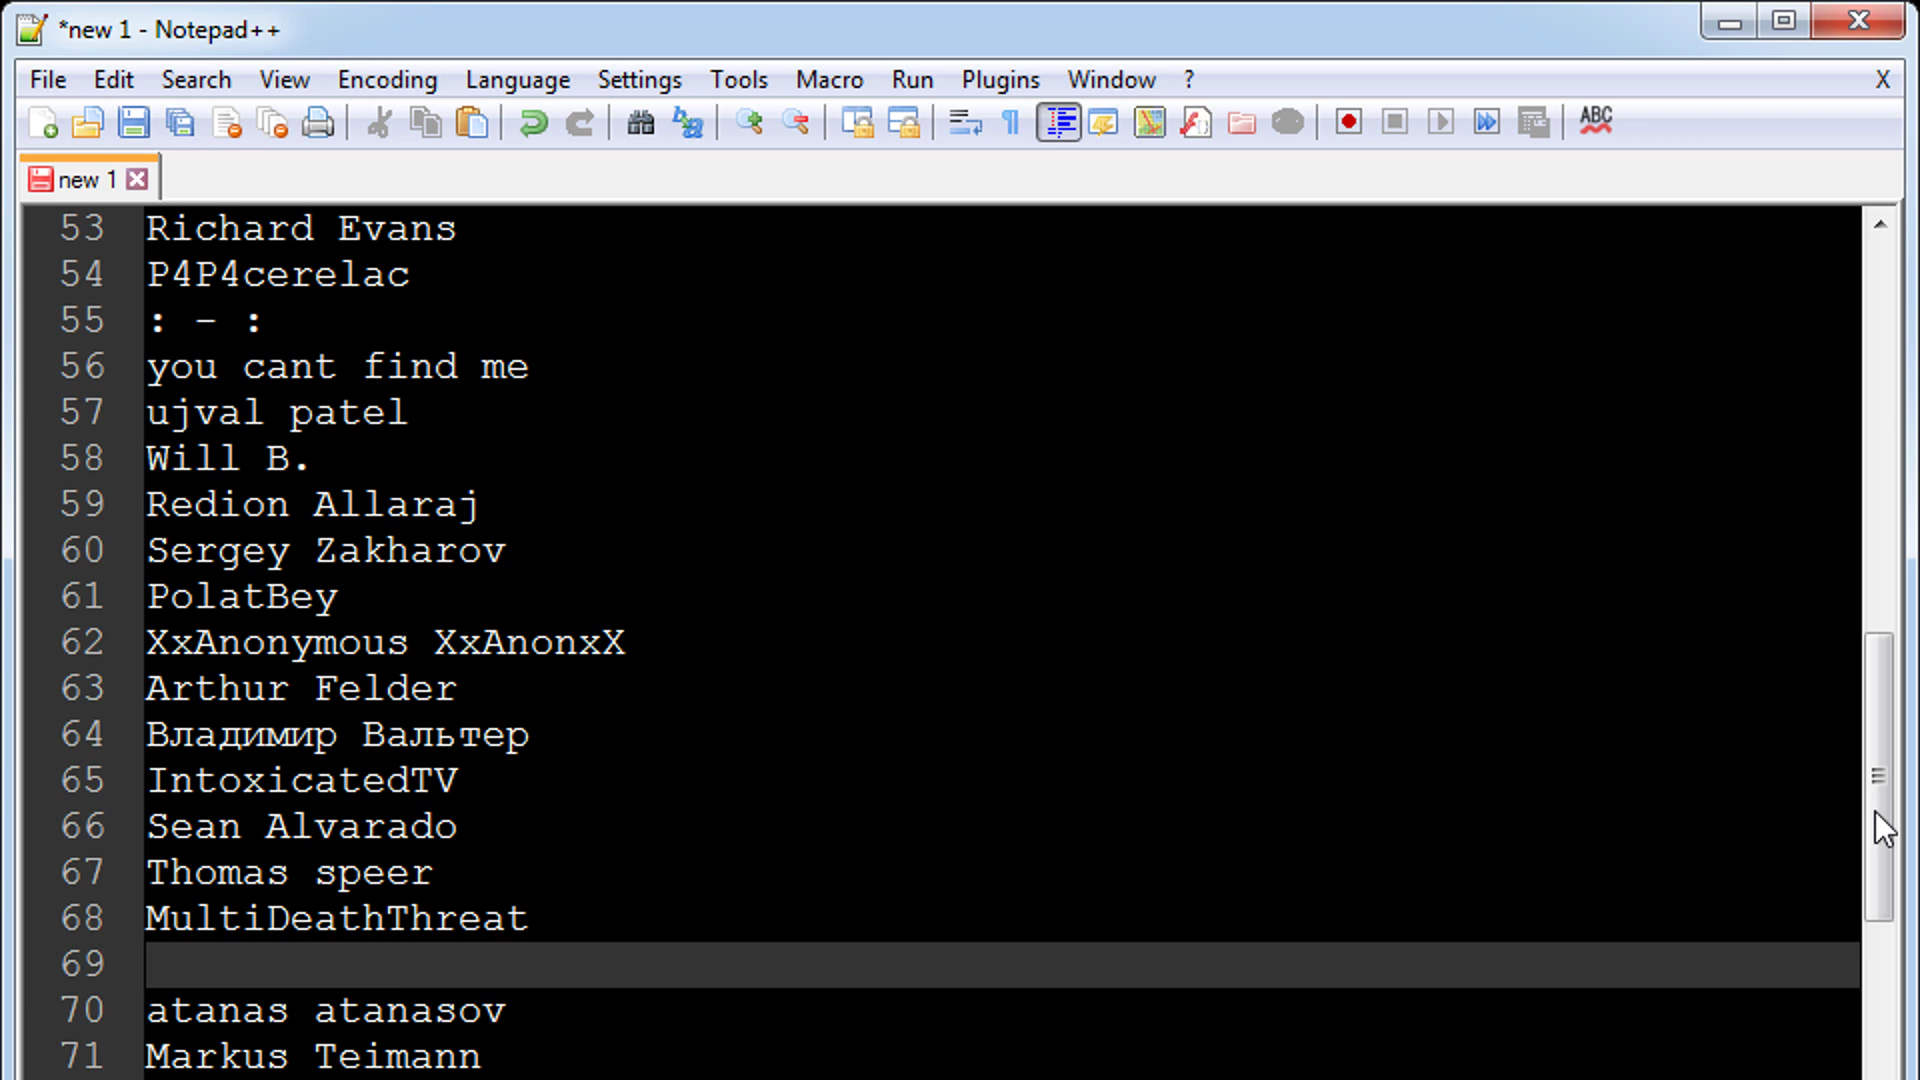 *new 1 - Notepad++
File Edit Search View Encoding Language Settings Tools Macro Run Plugins Window ? X
ABC
new 1
53 Richard Evans
54 P4P4cerelac
55 : - :
56 you cant find me
57 ujval patel
58 Will B.
59 Redion Allaraj
60 Sergey Zakharov
61 PolatBey
62 XxAnonymous XxAnonxX
63 Arthur Felder
64 Владимир Вальтер
65 IntoxicatedTV
66 Sean Alvarado
67 Thomas speer
68 MultiDeathThreat
69
70 atanas atanasov
71 Markus Teimann